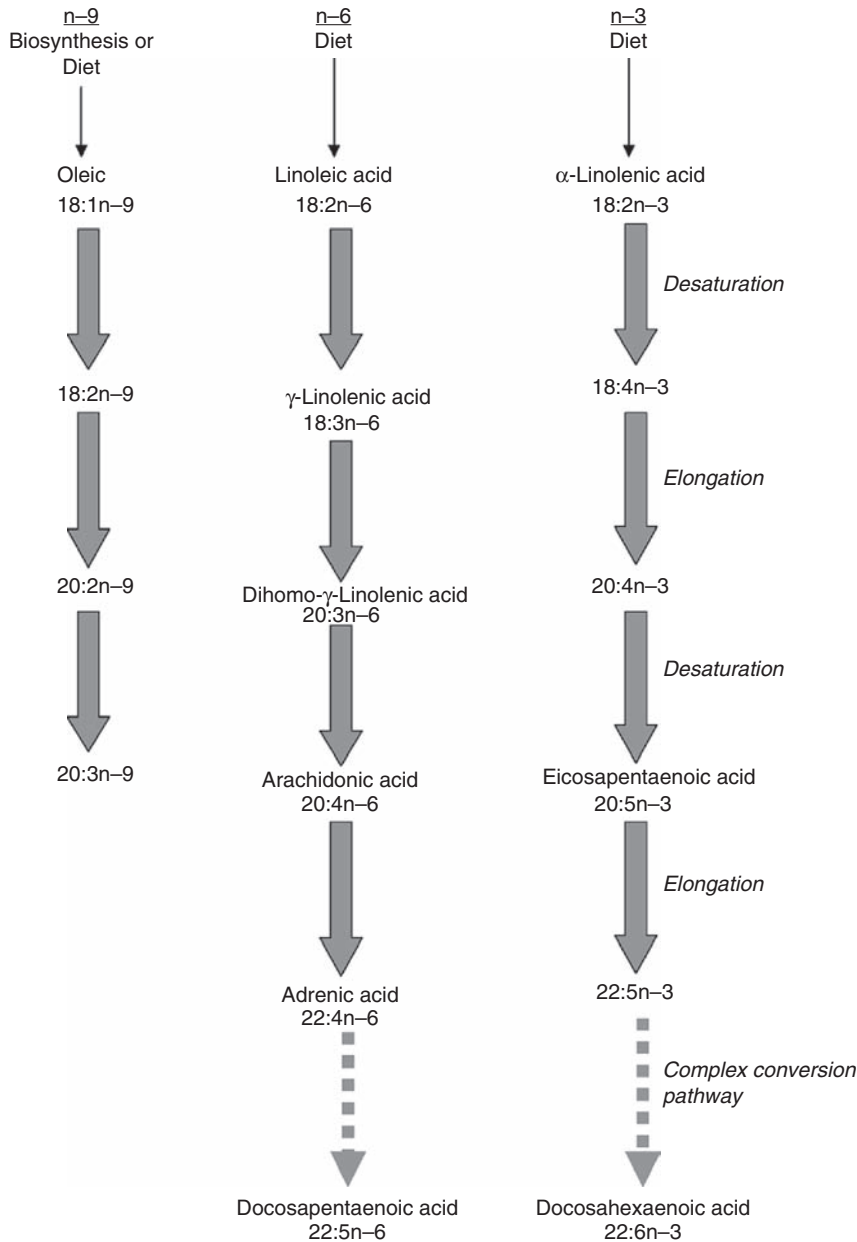 n–9
Biosynthesis or
Diet
n–6
Diet
n–3
Diet
Oleic
18:1n–9
Linoleic acid
18:2n–6
α-Linolenic acid
18:2n–3
Desaturation
18:2n–9
γ-Linolenic acid
18:3n–6
18:4n–3
Elongation
20:2n–9
Dihomo-γ-Linolenic acid
20:3n–6
20:4n–3
Desaturation
20:3n–9
Arachidonic acid
20:4n–6
Eicosapentaenoic acid
20:5n–3
Elongation
Adrenic acid
22:4n–6
22:5n–3
Complex conversion
pathway
Docosapentaenoic acid
22:5n–6
Docosahexaenoic acid
22:6n–3